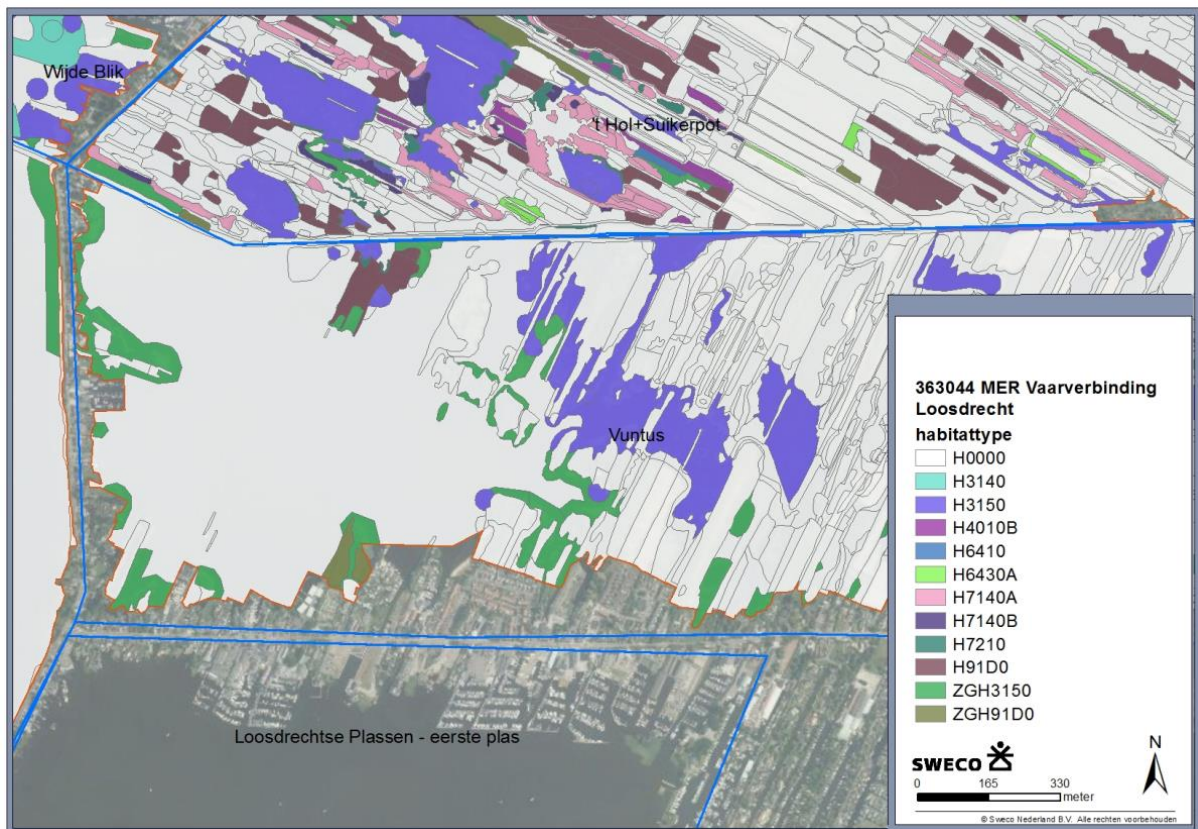 Wijde Blik
't Hol+Suikerpot
Vuntus
Loosdrechtse Plassen - eerste plas
363044 MER Vaarverbinding
Loosdrecht
habitattype
H0000
H3140
H3150
H4010B
H6410
H6430A
H7140A
H7140B
H7210
H91D0
ZGH3150
ZGH91D0
SWECO
N
0 165 330
meter
© Sweco Nederland B.V. Alle rechten voorbehouden